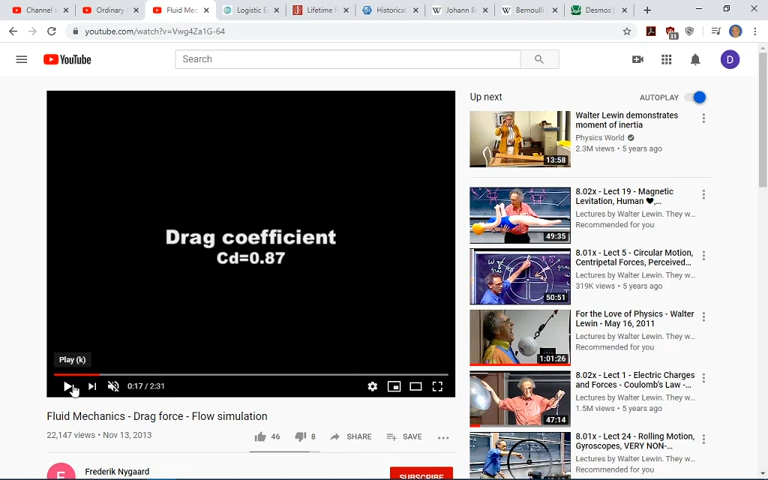 Channel
Ordinary
Fluid Me
Logistic E
Lifetime R
Historical
Johann Be
Bernoulli
Desmos
youtube.com/watch?v=Vwg4Za1G-64
YouTube
Search
D
Drag coefficient
Cd=0.87
Play (k)
0:17 / 2:31
Fluid Mechanics - Drag force - Flow simulation
22,147 views • Nov 13, 2013
46
8
SHARE
SAVE
Frederik Nygaard
SUBSCRIBE
Up next
AUTOPLAY
Walter Lewin demonstrates
moment of inertia
Physics World
2.3M views • 5 years ago
13:58
8.02x - Lect 19 - Magnetic
Levitation, Human ♥,...
Lectures by Walter Lewin. They w...
Recommended for you
49:35
8.01x - Lect 5 - Circular Motion,
Centripetal Forces, Perceived...
Lectures by Walter Lewin. They w...
319K views • 5 years ago
50:51
For the Love of Physics - Walter
Lewin - May 16, 2011
Lectures by Walter Lewin. They w...
Recommended for you
1:01:26
8.02x - Lect 1 - Electric Charges
and Forces - Coulomb's Law -...
Lectures by Walter Lewin. They w...
1.5M views • 5 years ago
47:14
8.01x - Lect 24 - Rolling Motion,
Gyroscopes, VERY NON-...
Lectures by Walter Lewin. They w...
Recommended for you